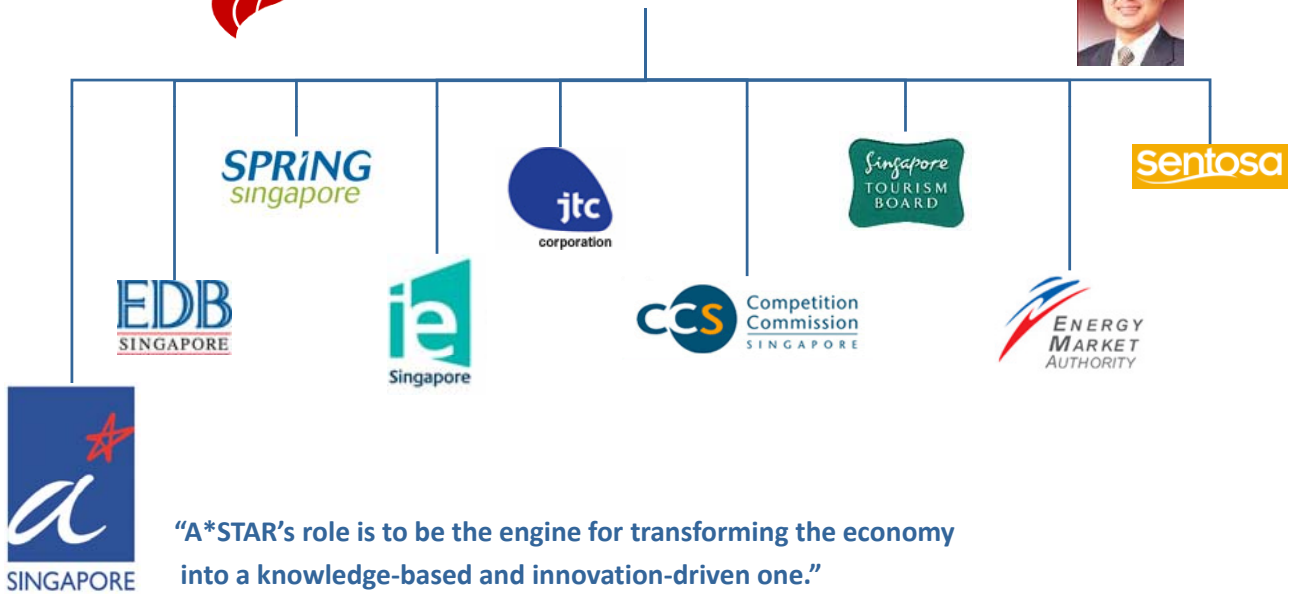 SPRiNG
singapore
jtc
corporation
Singapore
TOURISM
BOARD
sentosa
EDB
SINGAPORE
ie
Singapore
CCS
Competition
Commission
SINGAPORE
ENERGY
MARKET
AUTHORITY
a
SINGAPORE
“A*STAR’s role is to be the engine for transforming the economy
into a knowledge-based and innovation-driven one.”